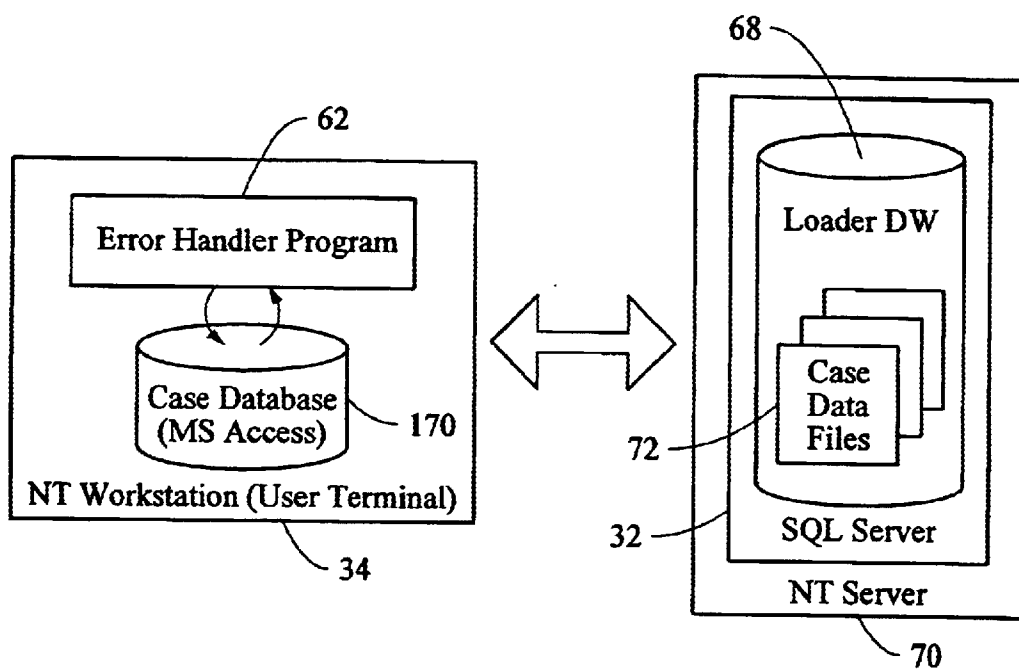 62
Error Handler Program
Case Database
(MS Access)
170
NT Workstation (User Terminal)
34
68
Loader DW
Case
Data
Files
72
32
SQL Server
NT Server
70